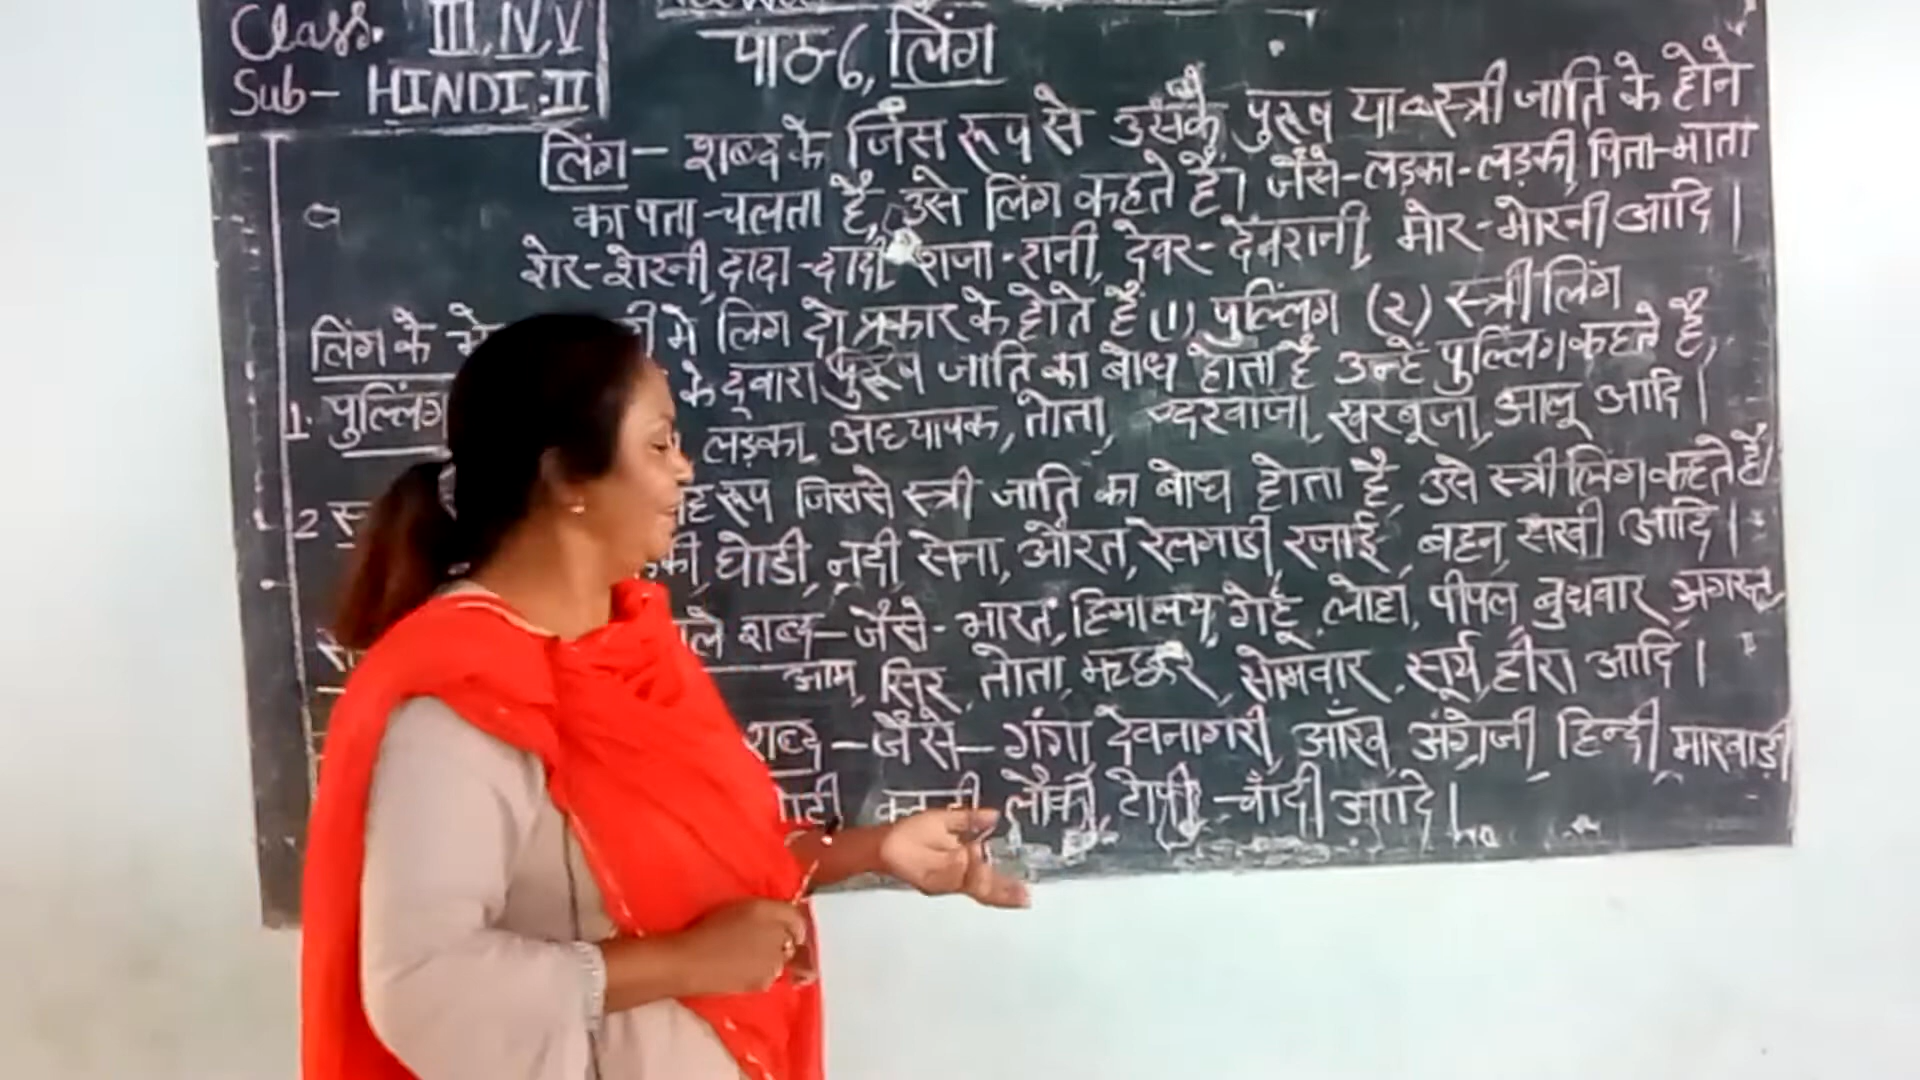 Class. III, IV, V
Sub- HINDI-II
पाठ-6, लिंग
लिंग - शब्द के जिस रूप से उसके पुरूष या स्त्री जाति के होने
का पता चलता है, उसे लिंग कहते हैं। जैसे-लड़का-लड़की, पिता-माता
शेर-शेरनी, दादा-दादी, राजा-रानी, देवर-देवरानी, मोर-मोरनी आदि।
लिंग के में लिंग दो प्रकार के होते हैं (1) पुल्लिंग (२) स्त्रीलिंग
1. पुल्लिंग के द्वारा पुरूष जाति का बोध होता है उन्हें पुल्लिंग कहते हैं,
लड़का, अध्यापक, तोता, दरवाजा, खरबूजा, आलू आदि।
2 रूप जिससे स्त्री जाति का बोध होता है, उसे स्त्रीलिंग कहते हैं।
घोडी, नदी, सेना, औरत, रेलगाडी, रजाई, बहन, सखी आदि।
शब्द - जैसे - भारत, हिमालय, गेहूँ, लोहा, पीपल, बुधवार, अगस्त,
आम, सिर, तोता, मच्छर, सोमवार, सूर्य, हीरा आदि।
शब्द - जैसे - गंगा, देवनागरी, आँख, अंग्रेजी, हिन्दी, मारवाड़ी
लौकी, टोपी, चाँदी आदि।